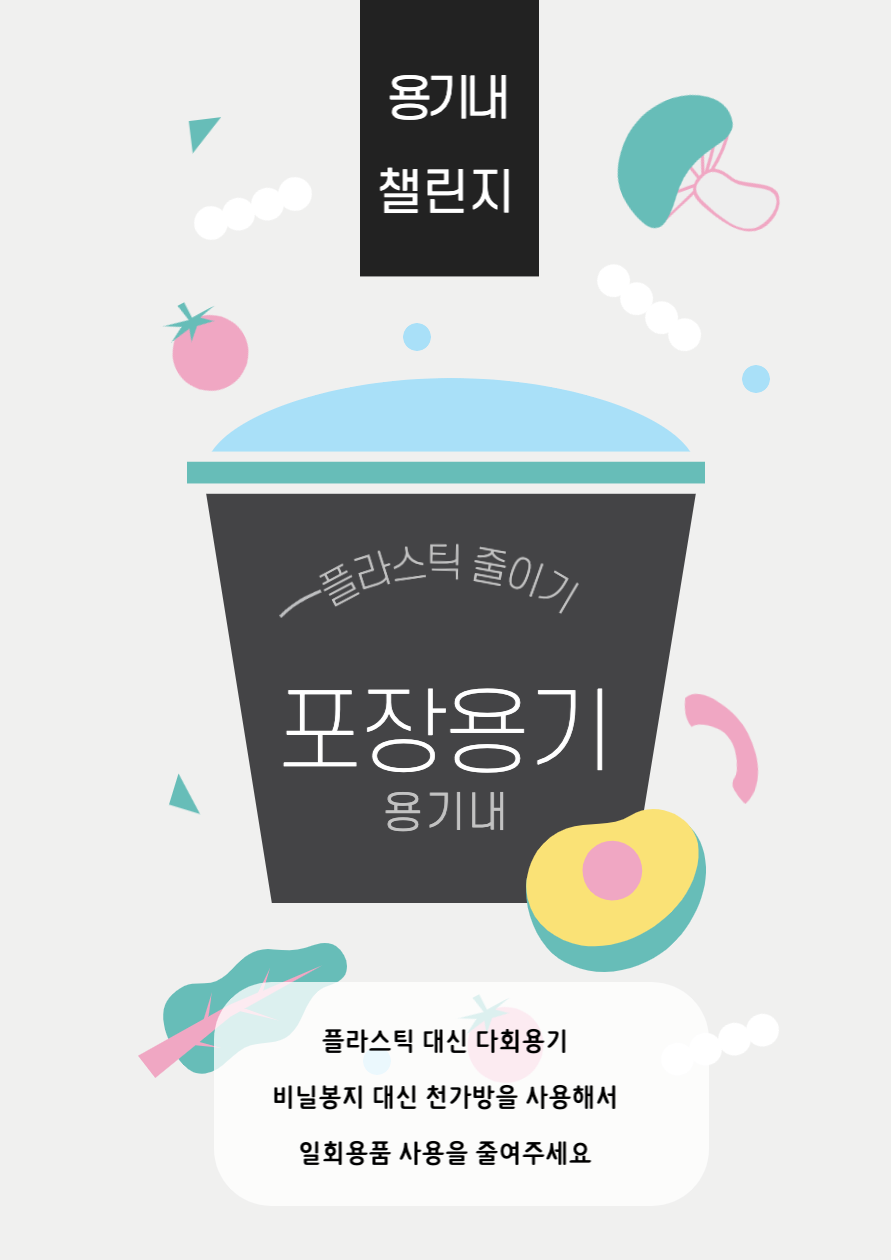 용기내
챌린지
플라스틱 줄이기
포장용기
용기내
플라스틱 대신 다회용기
비닐봉지 대신 천가방을 사용해서
일회용품 사용을 줄여주세요